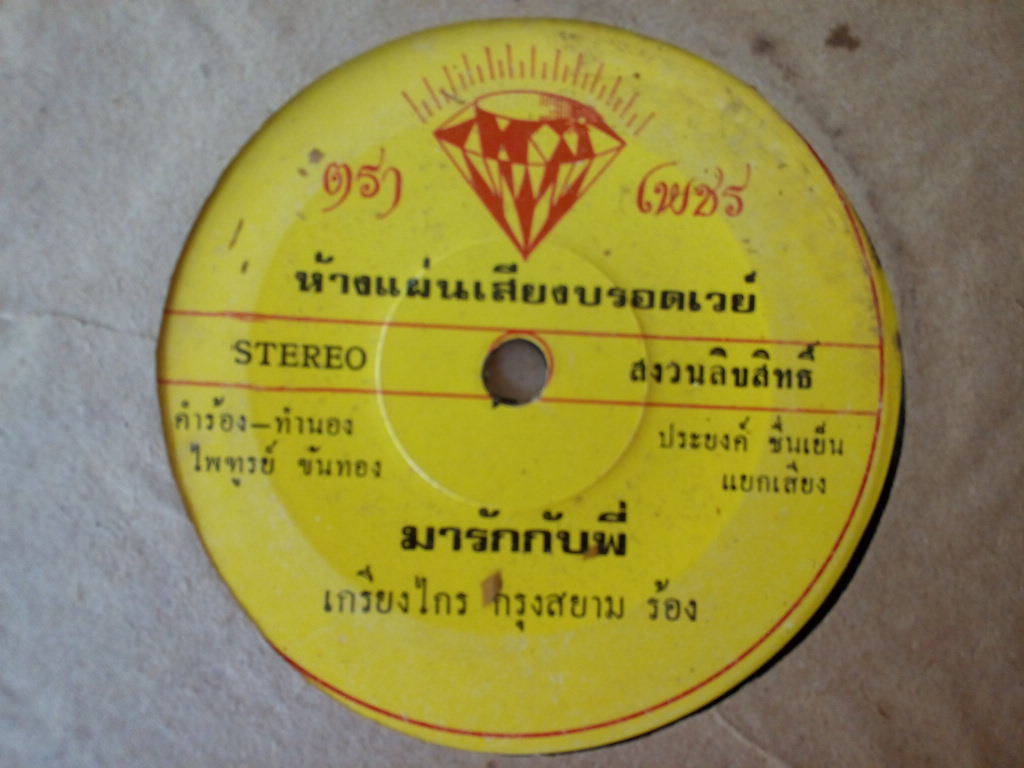 ตรา เพชร
ห้างแผ่นเสียงบรอดเวย์
STEREO สงวนลิขสิทธิ์
คำร้อง–ทำนอง
ไพฑูรย์ ขันทอง
ประยงค์ ชื่นเย็น
แยกเสียง
มารักกับพี่
เกรียงไกร กรุงสยาม ร้อง